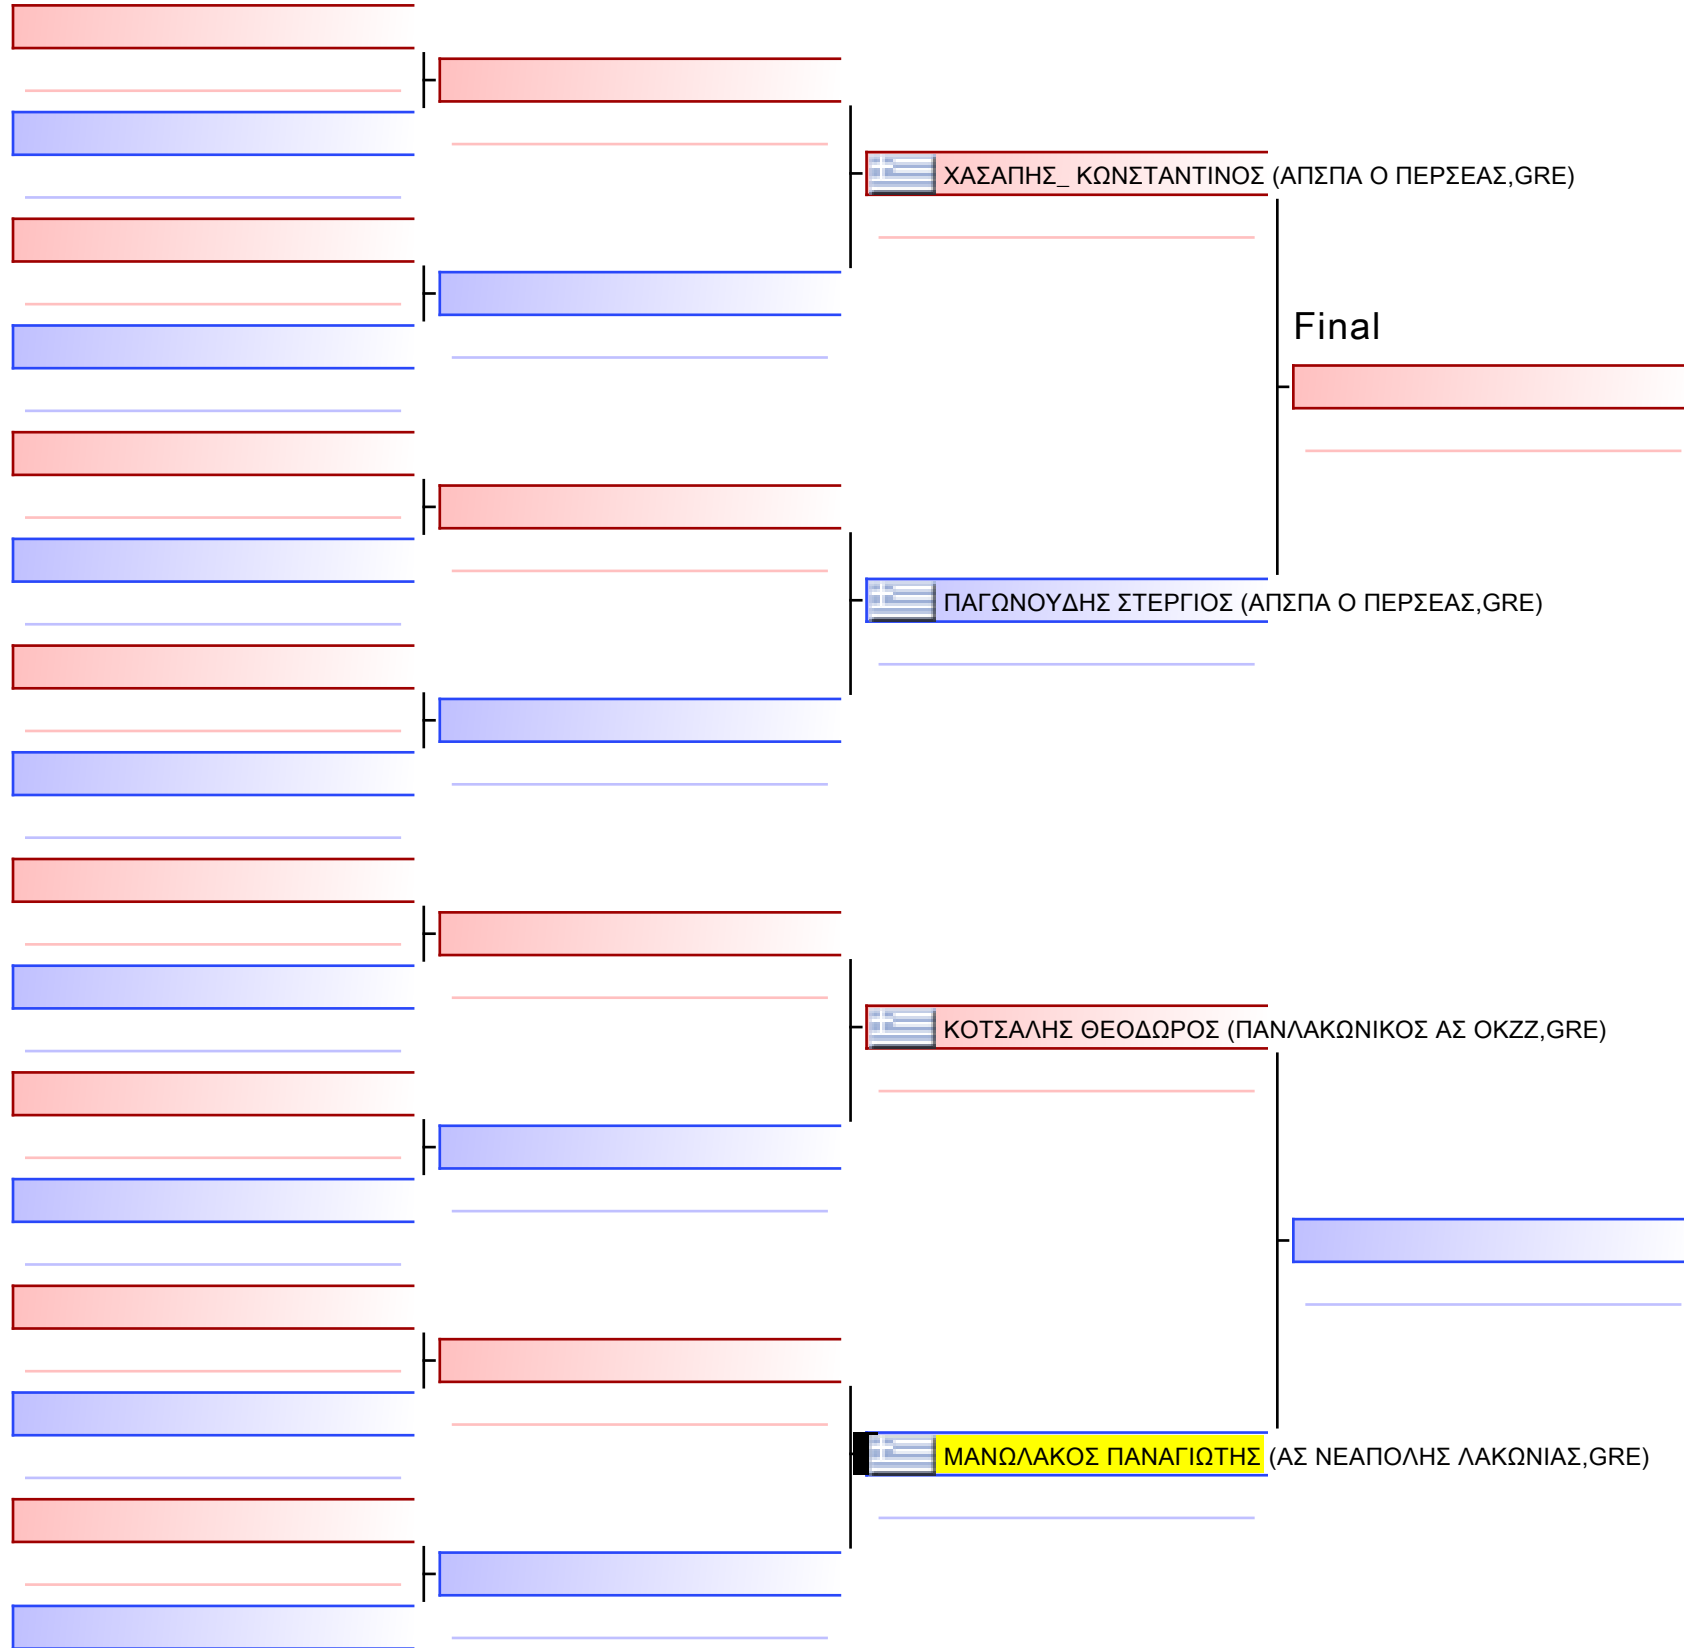 ΧΑΣΑΠΗΣ_ ΚΩΝΣΤΑΝΤΙΝΟΣ (ΑΠΣΠΑ Ο ΠΕΡΣΕΑΣ,GRE)
Final
ΠΑΓΩΝΟΥΔΗΣ ΣΤΕΡΓΙΟΣ (ΑΠΣΠΑ Ο ΠΕΡΣΕΑΣ,GRE)
ΚΟΤΣΑΛΗΣ ΘΕΟΔΩΡΟΣ (ΠΑΝΛΑΚΩΝΙΚΟΣ ΑΣ ΟΚΖΖ,GRE)
ΜΑΝΩΛΑΚΟΣ ΠΑΝΑΓΙΩΤΗΣ (ΑΣ ΝΕΑΠΟΛΗΣ ΛΑΚΩΝΙΑΣ,GRE)